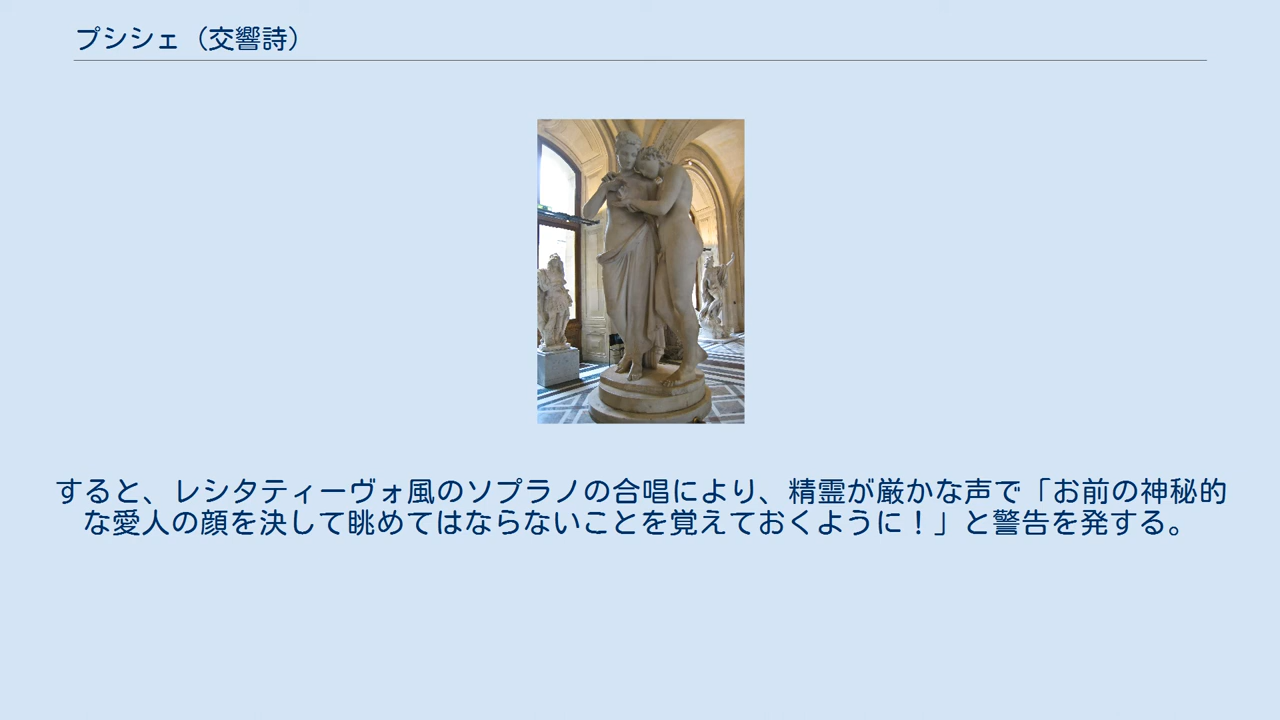 プシシェ（交響詩）
すると、レシタティーヴォ風のソプラノの合唱により、精霊が厳かな声で「お前の神秘的
な愛人の顔を決して眺めてはならないことを覚えておくように！」と警告を発する。